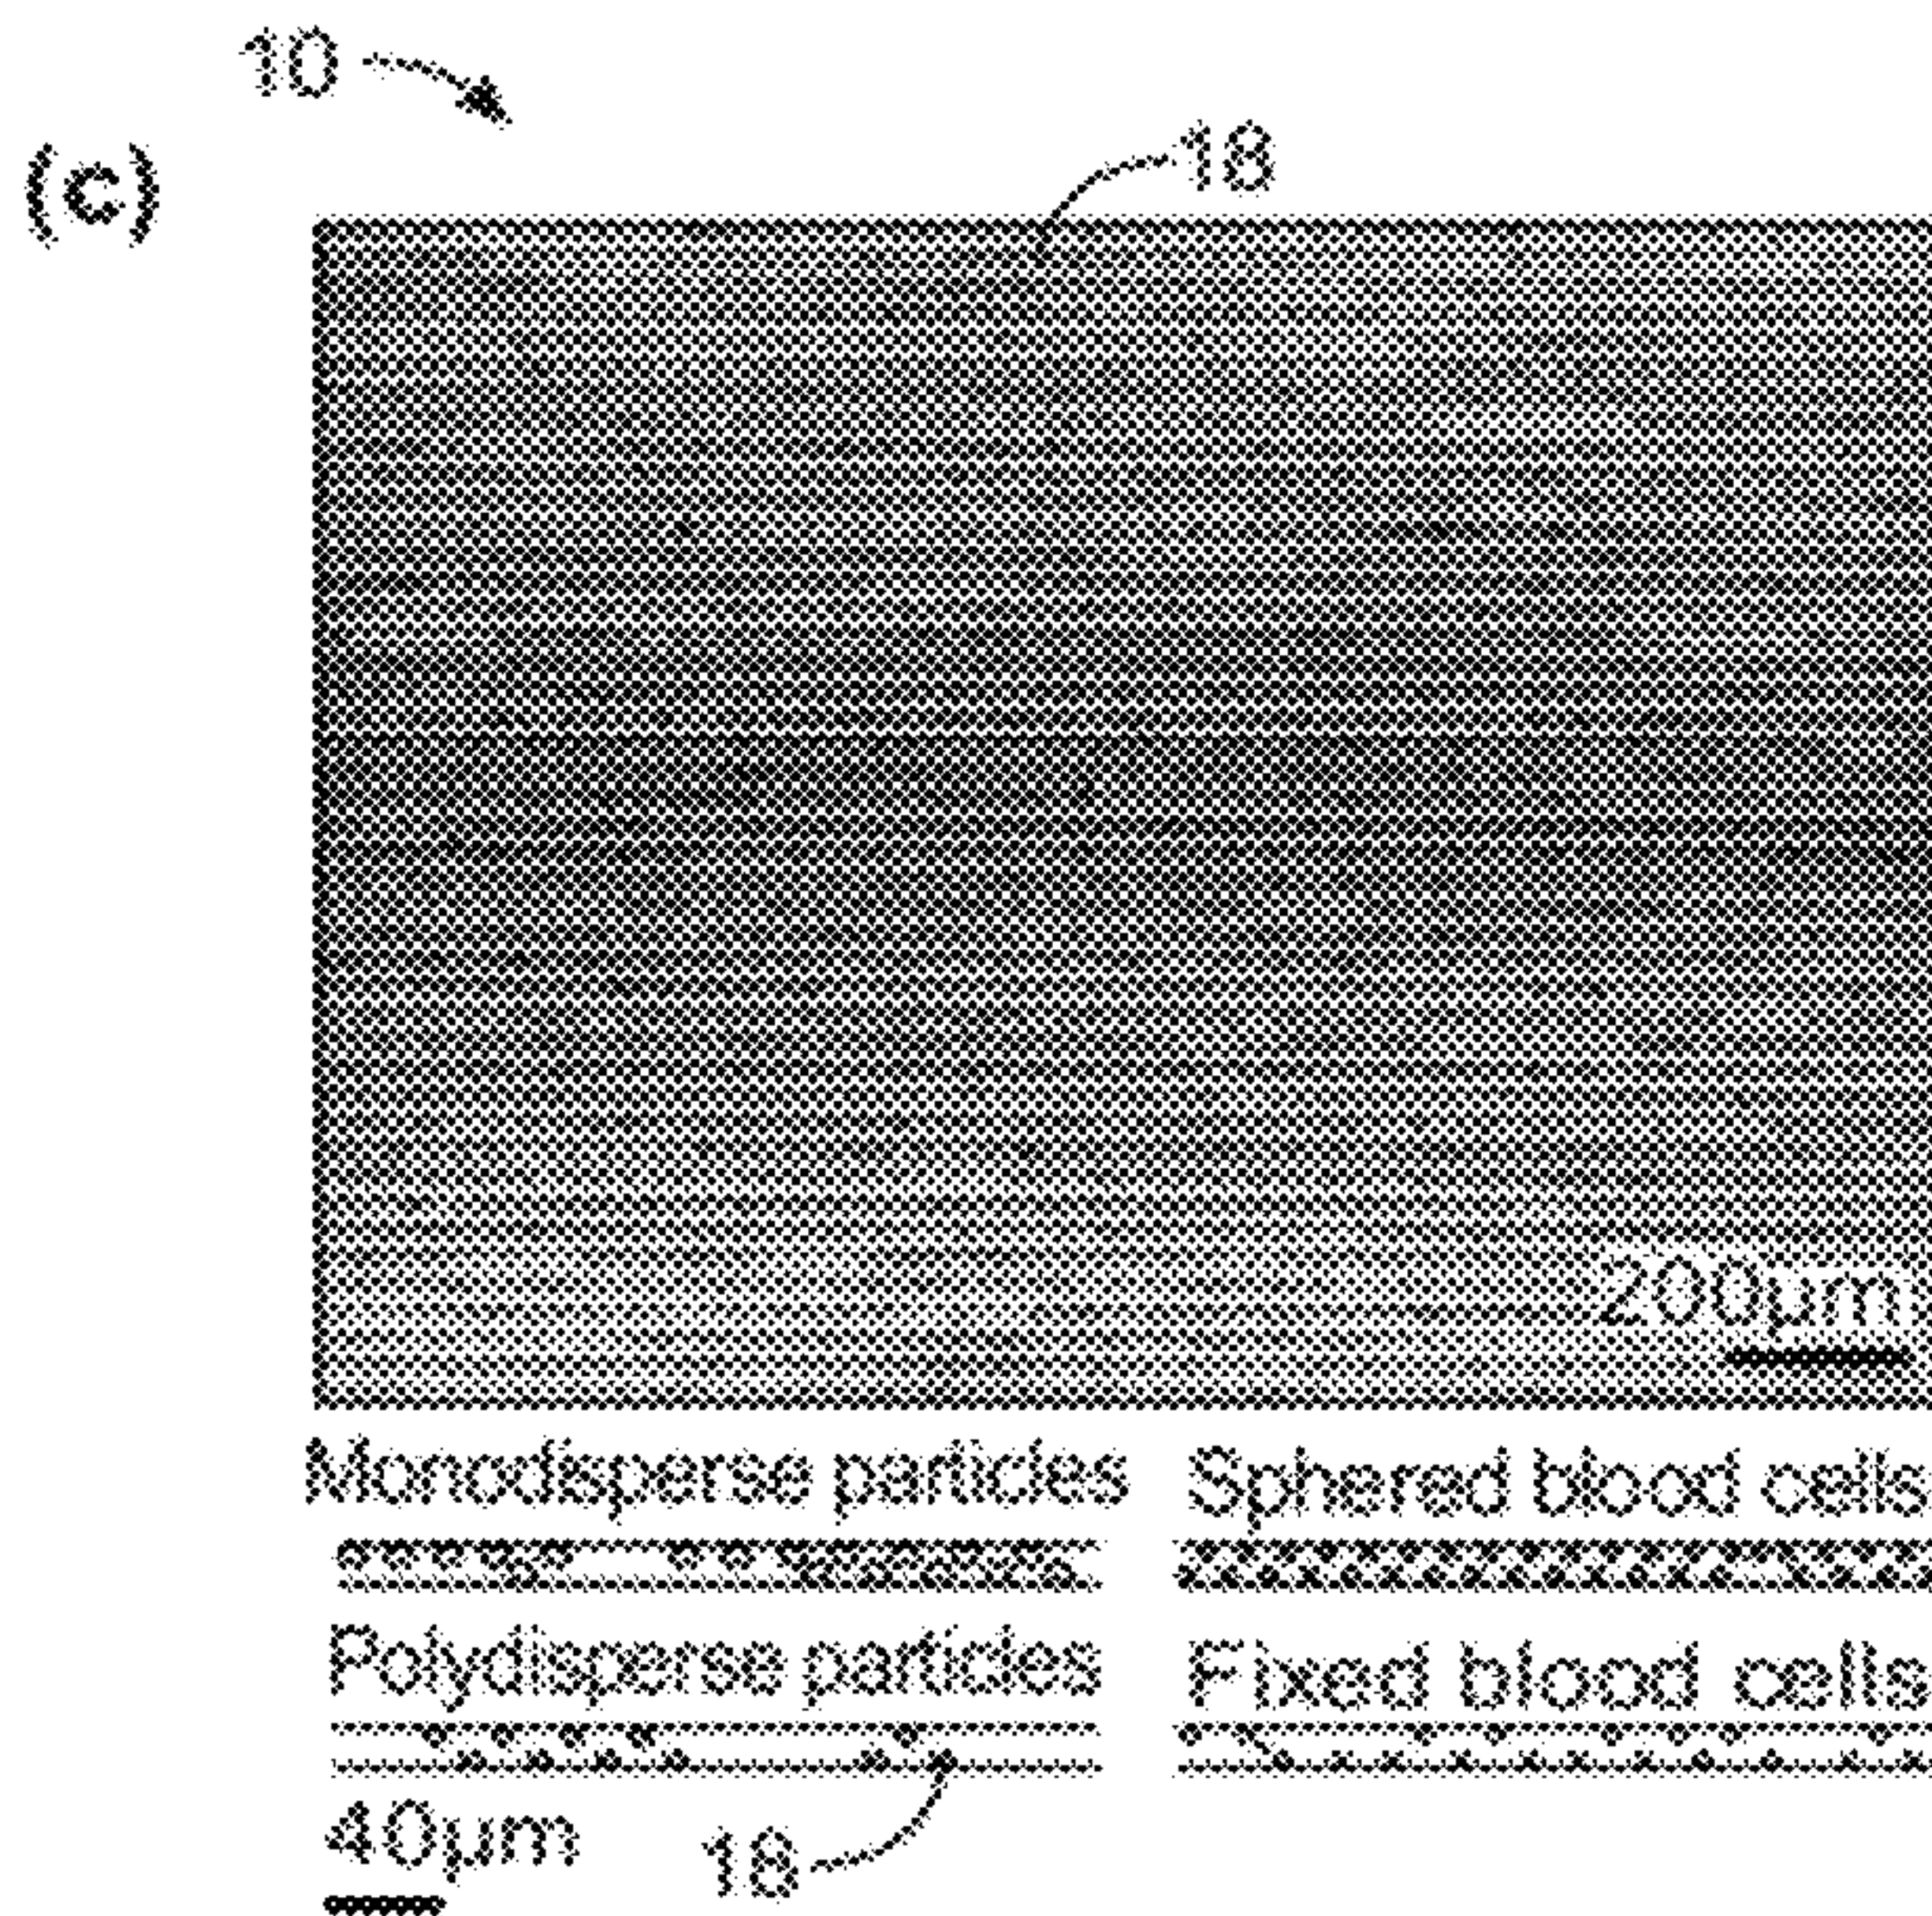 10
(c)
18
200µm
Monodisperse particles
Sphered blood cells
Polydisperse particles
Fixed blood cells
40µm
18